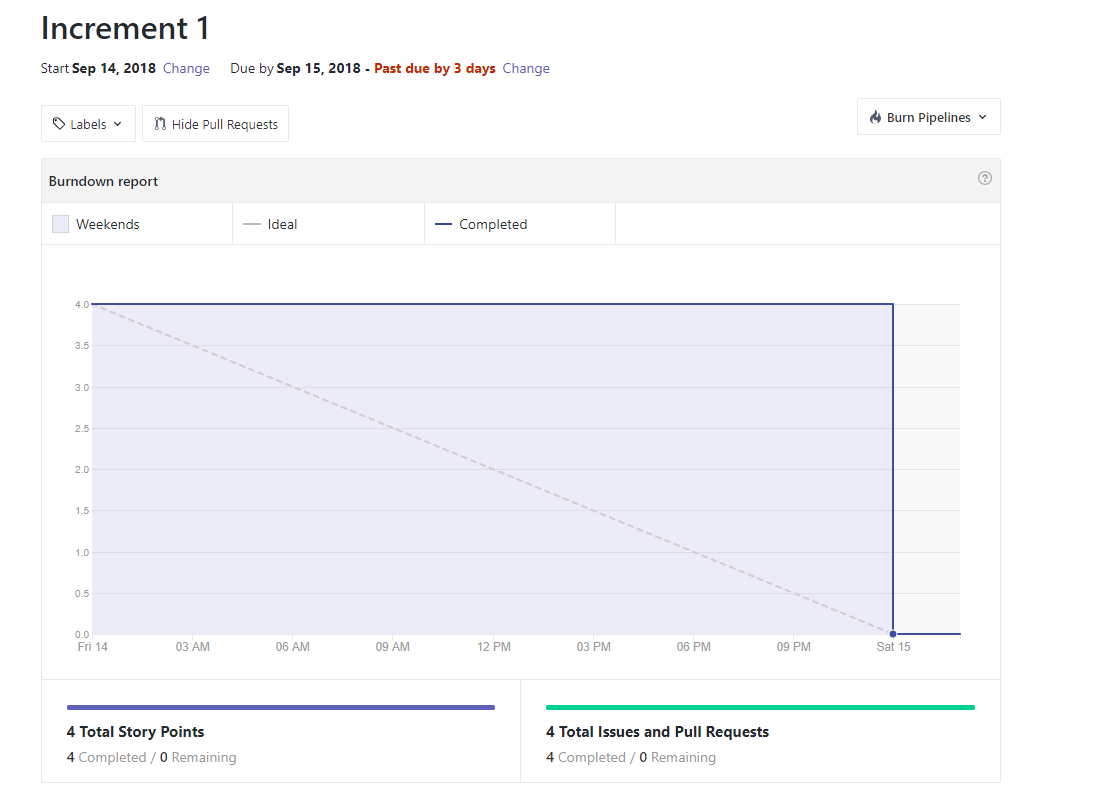 Increment 1
Start Sep 14, 2018 Change Due by Sep 15, 2018 - Past due by 3 days Change
Labels Hide Pull Requests Burn Pipelines
Burndown report
Weekends Ideal Completed
4.0
3.5
3.0
2.5
2.0
1.5
1.0
0.5
0.0
Fri 14 03 AM 06 AM 09 AM 12 PM 03 PM 06 PM 09 PM Sat 15
4 Total Story Points
4 Completed / 0 Remaining
4 Total Issues and Pull Requests
4 Completed / 0 Remaining